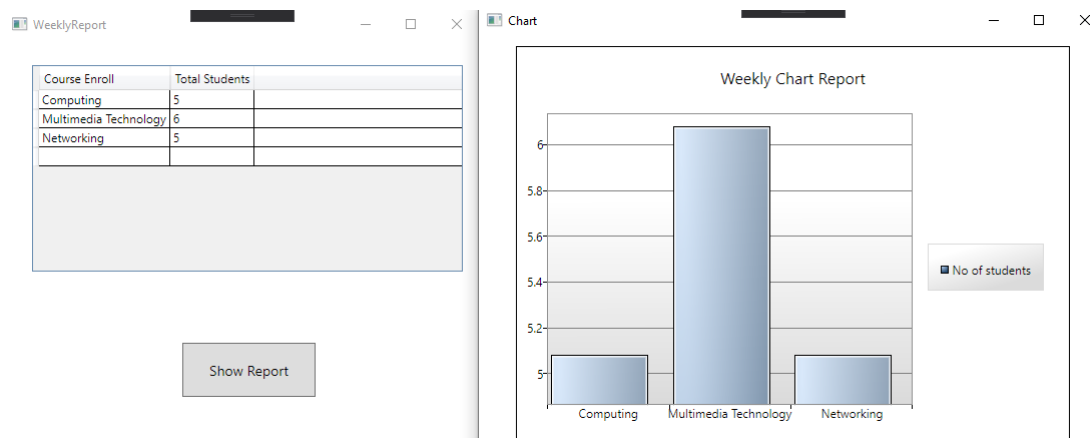 WeeklyReport
Course Enroll Total Students
Computing 5
Multimedia Technology 6
Networking 5
Show Report
Chart
Weekly Chart Report
6
5.8
5.6
5.4
5.2
5
Computing Multimedia Technology Networking
No of students